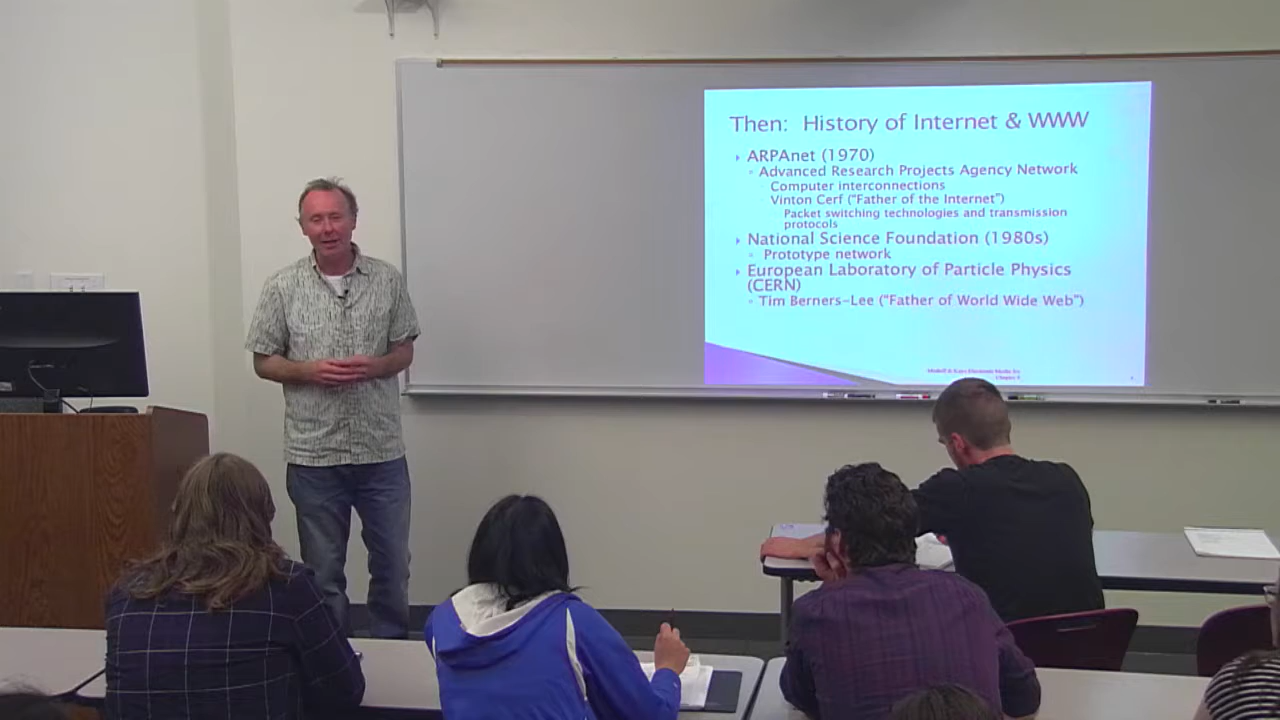 Then: History of Internet & WWW
ARPAnet (1970)
Advanced Research Projects Agency Network
Computer interconnections
Vinton Cerf ("Father of the Internet")
Packet switching technologies and transmission
protocols
National Science Foundation (1980s)
Prototype network
European Laboratory of Particle Physics
(CERN)
Tim Berners-Lee ("Father of World Wide Web")